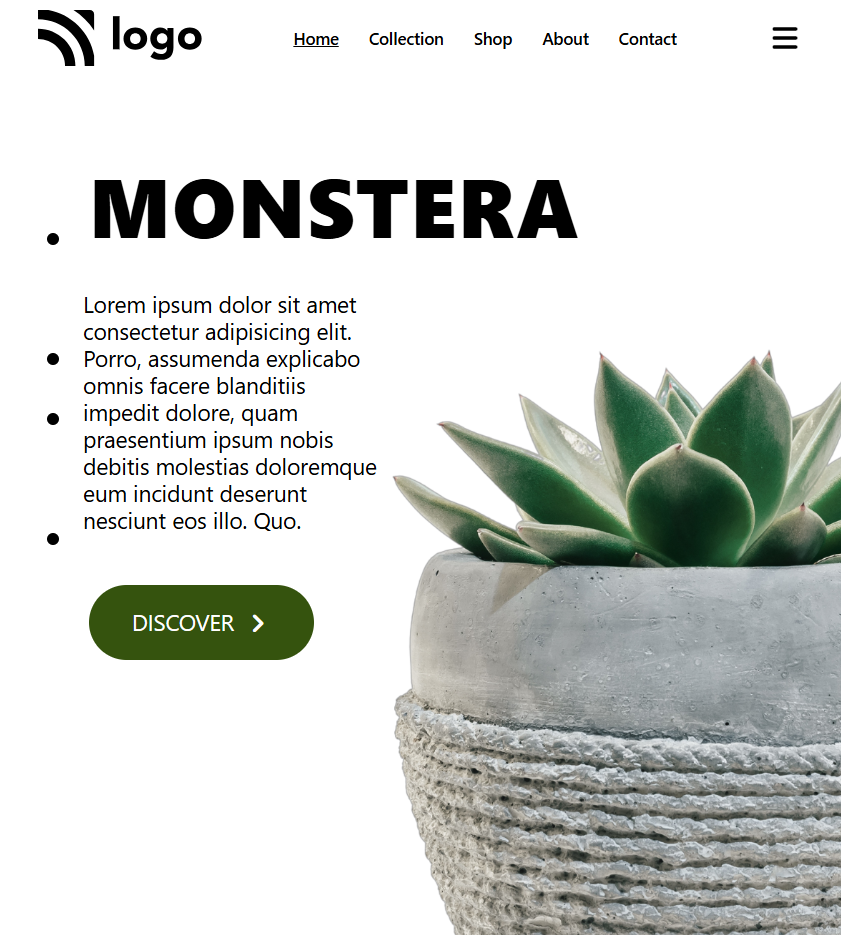 logo
Home Collection Shop About Contact
MONSTERA
Lorem ipsum dolor sit amet
consectetur adipisicing elit.
Porro, assumenda explicabo
omnis facere blanditiis
impedit dolore, quam
praesentium ipsum nobis
debitis molestias doloremque
eum incidunt deserunt
nesciunt eos illo. Quo.
DISCOVER